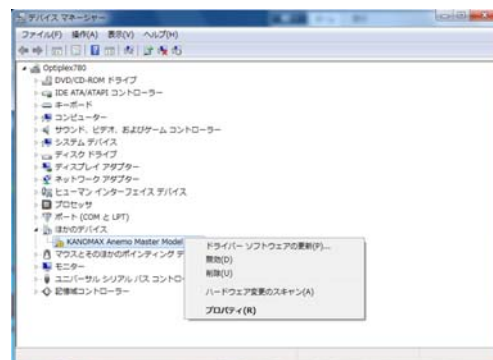 デバイス マネージャー
ファイル(F) 操作(A) 表示(V) ヘルプ(H)
Optiplex780
DVD/CD-ROM ドライブ
IDE ATA/ATAPI コントローラー
キーボード
コンピューター
サウンド、ビデオ、およびゲーム コントローラー
システム デバイス
ディスク ドライブ
ディスプレイ アダプター
ネットワーク アダプター
ヒューマン インターフェイス デバイス
プロセッサ
ポート (COM と LPT)
ほかのデバイス
KANOMAX Anemo Master Model
マウスとそのほかのポインティング デ
モニター
ユニバーサル シリアル バス コントロ
記憶域コントローラー
ドライバー ソフトウェアの更新(P)...
無効(D)
削除(U)
ハードウェア変更のスキャン(A)
プロパティ(R)